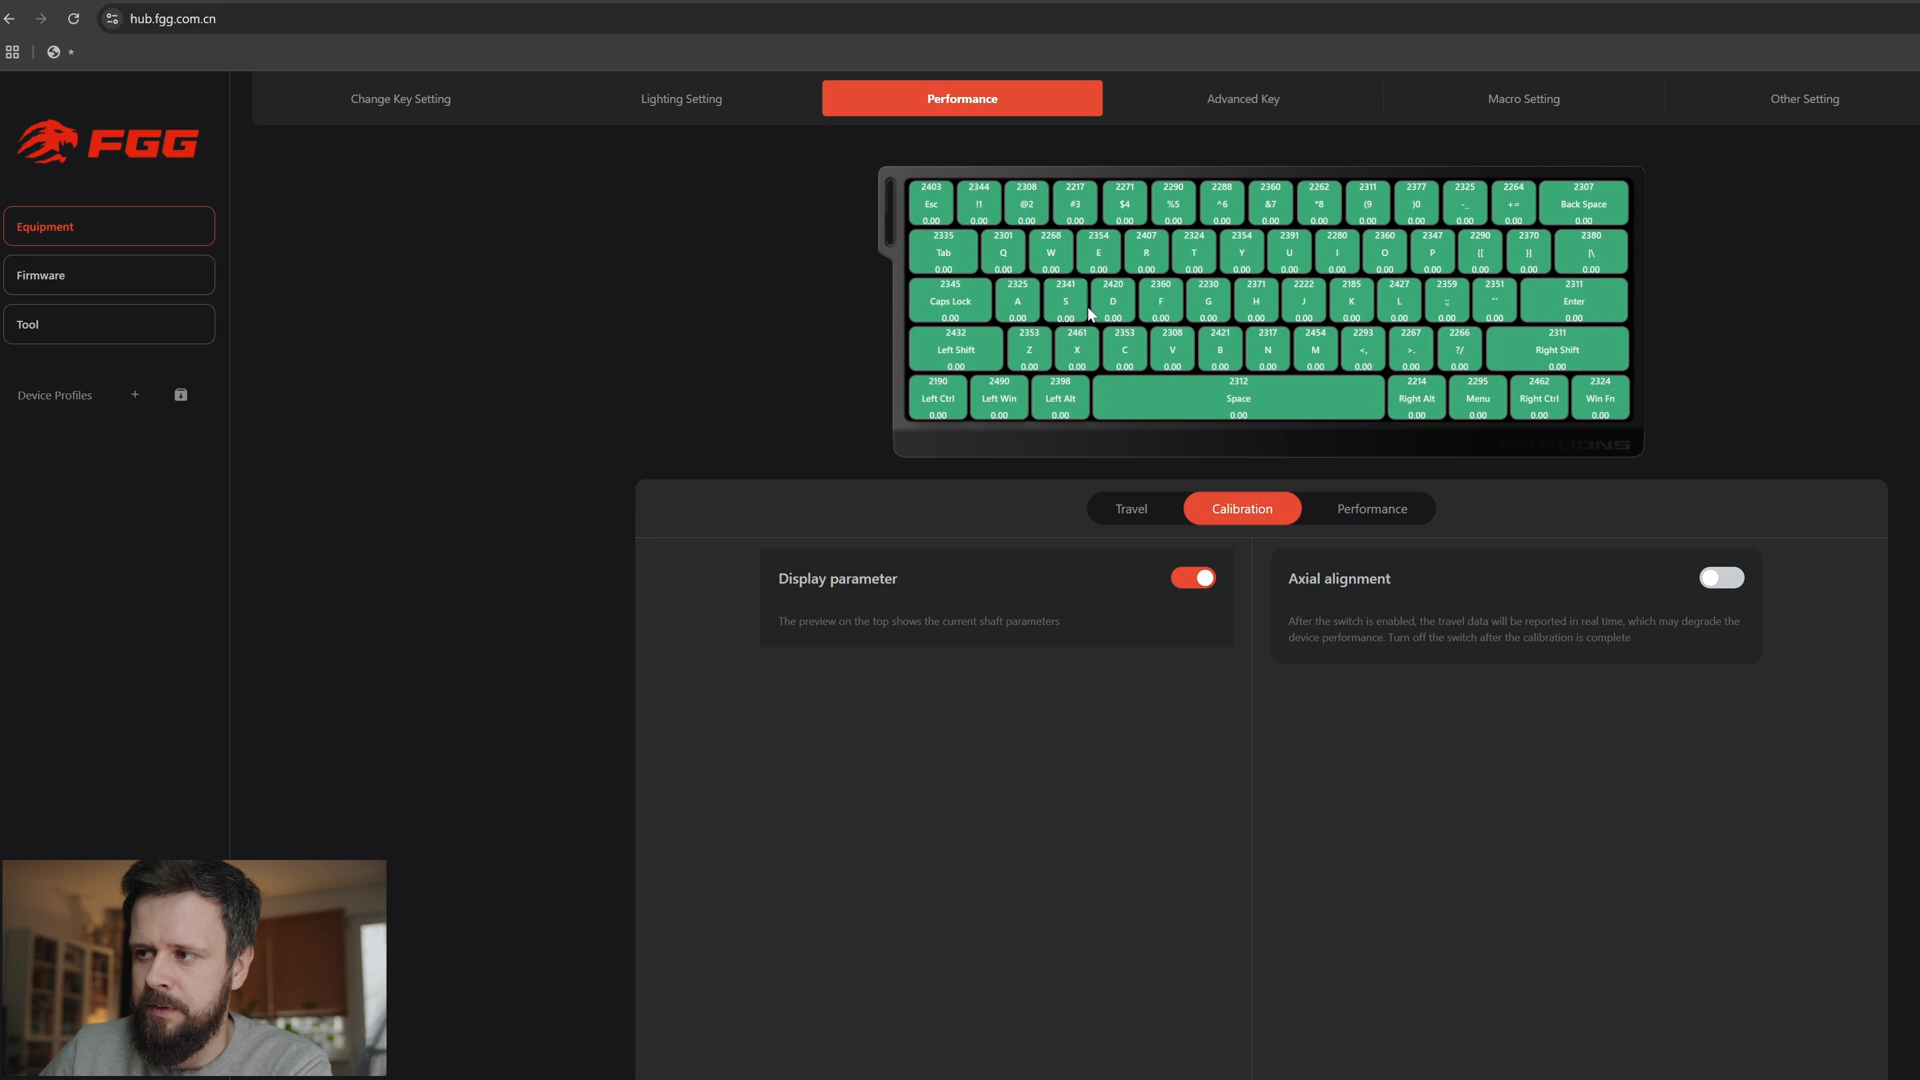 hub.fgg.com.cn
Change Key Setting
Lighting Setting
Performance
Advanced Key
Macro Setting
Other Setting
FGG
Equipment
Firmware
Tool
Device Profiles +
2403 2344 2308 2217 2271 2290 2288 2360 2262 2311 2377 2325 2264 2307
Esc !1 @2 #3 $4 %5 ^6 &7 *8 (9 )0 -_ += Back Space
0.00 0.00 0.00 0.00 0.00 0.00 0.00 0.00 0.00 0.00 0.00 0.00 0.00 0.00
2335 2301 2268 2354 2407 2324 2354 2391 2280 2360 2347 2290 2370 2380
Tab Q W E R T Y U I O P {[ }] |\
0.00 0.00 0.00 0.00 0.00 0.00 0.00 0.00 0.00 0.00 0.00 0.00 0.00 0.00
2345 2325 2341 2420 2360 2230 2371 2222 2185 2427 2359 2351 2311
Caps Lock A S D F G H J K L :; "' Enter
0.00 0.00 0.00 0.00 0.00 0.00 0.00 0.00 0.00 0.00 0.00 0.00 0.00
2432 2353 2461 2353 2308 2421 2317 2454 2293 2267 2266 2311
Left Shift Z X C V B N M <, >. ?/ Right Shift
0.00 0.00 0.00 0.00 0.00 0.00 0.00 0.00 0.00 0.00 0.00 0.00
2190 2490 2398 2312 2214 2295 2462 2324
Left Ctrl Left Win Left Alt Space Right Alt Menu Right Ctrl Win Fn
0.00 0.00 0.00 0.00 0.00 0.00 0.00 0.00
MADLIONS
Travel
Calibration
Performance
Display parameter
The preview on the top shows the current shaft parameters
Axial alignment
After the switch is enabled, the travel data will be reported in real time, which may degrade the
device performance. Turn off the switch after the calibration is complete